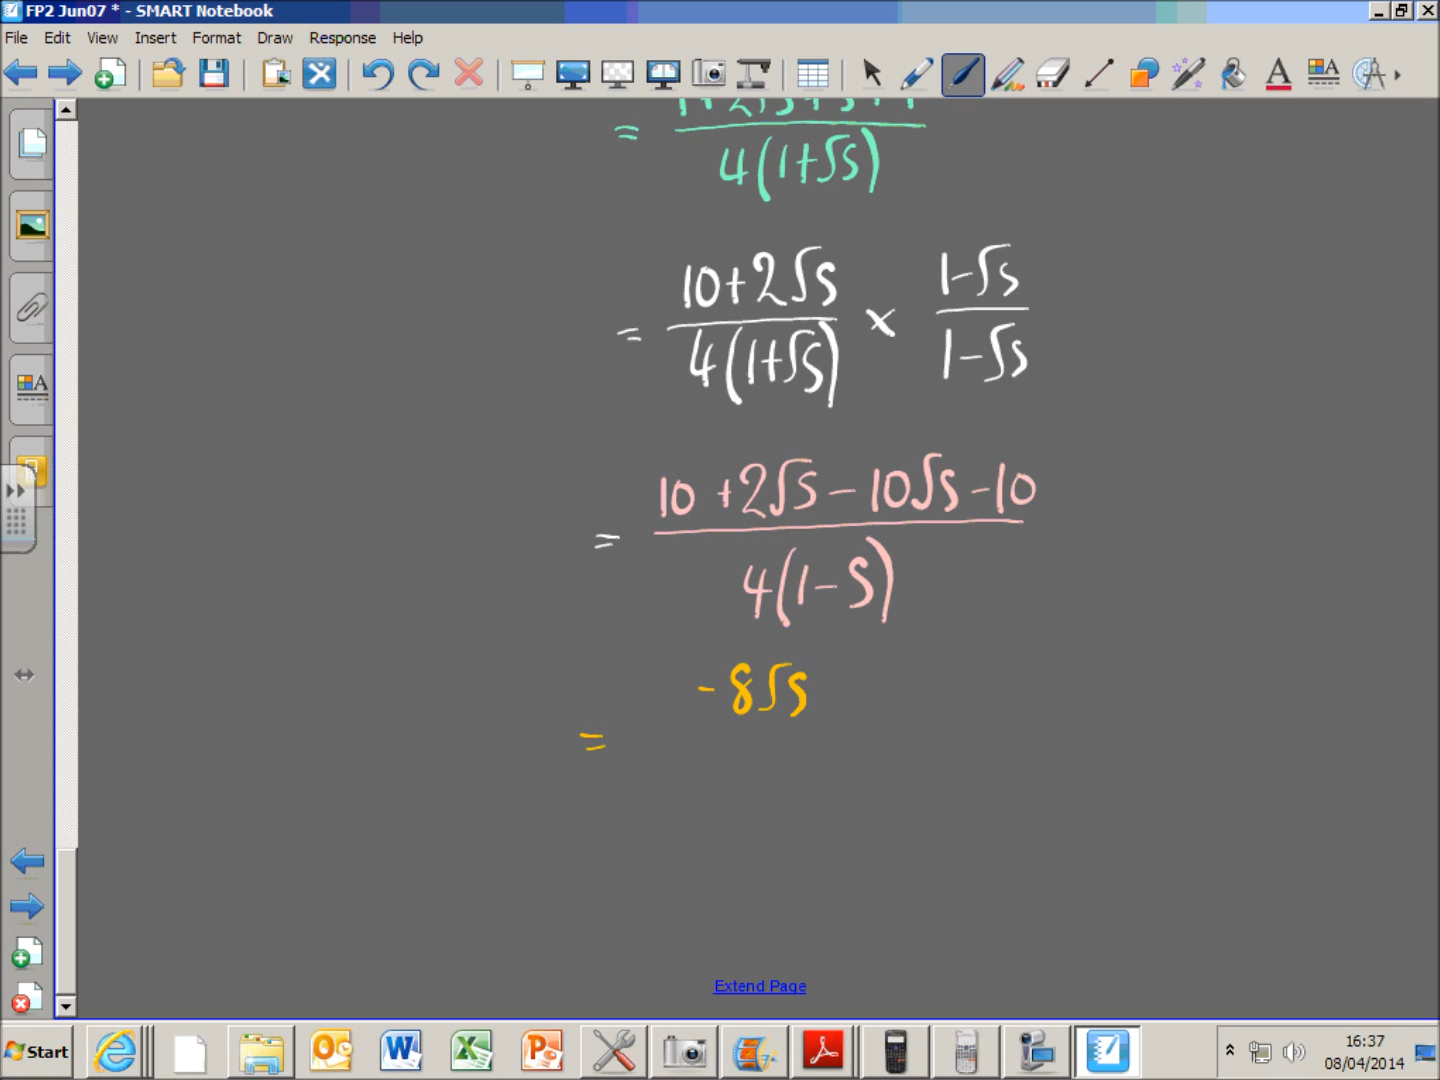 FP2 Jun07 * - SMART Notebook
File Edit View Insert Format Draw Response Help
=
4(1+√5)
= 10+2√5 / 4(1+√5) × 1-√5 / 1-√5
= 10+2√5-10√5-10 / 4(1-5)
= -8√5
Extend Page
Start
16:37
08/04/2014